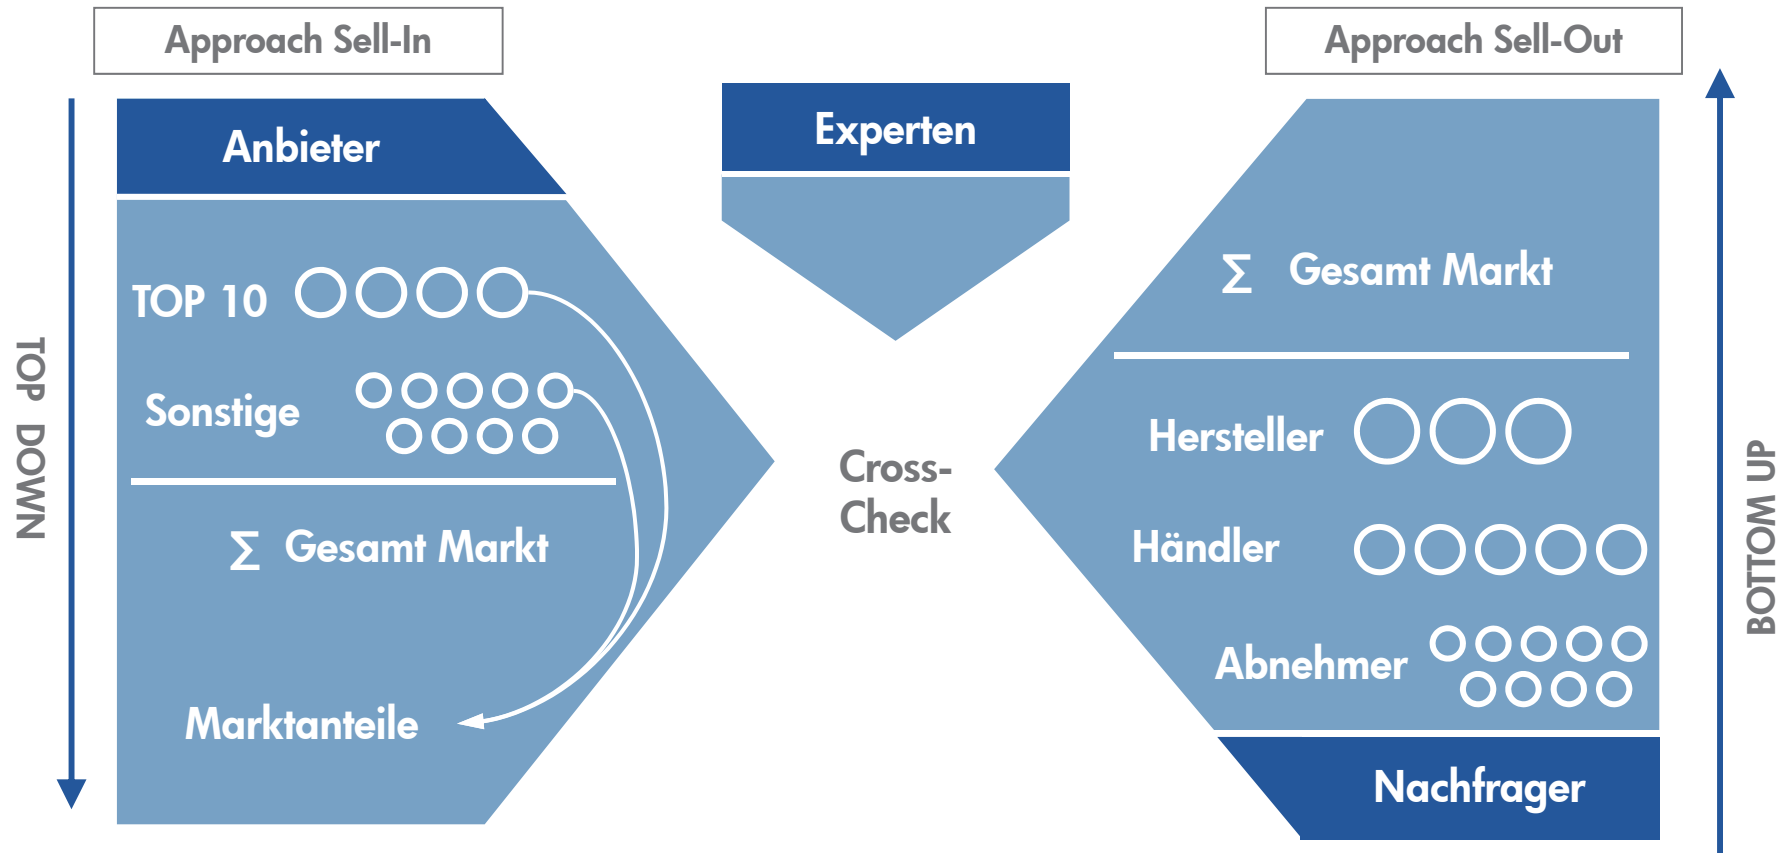 Approach Sell-In
TOP DOWN
Anbieter
TOP 10
Sonstige
∑ Gesamt Markt
Marktanteile
Experten
Cross-
Check
Approach Sell-Out
∑ Gesamt Markt
Hersteller
Händler
Abnehmer
Nachfrager
BOTTOM UP